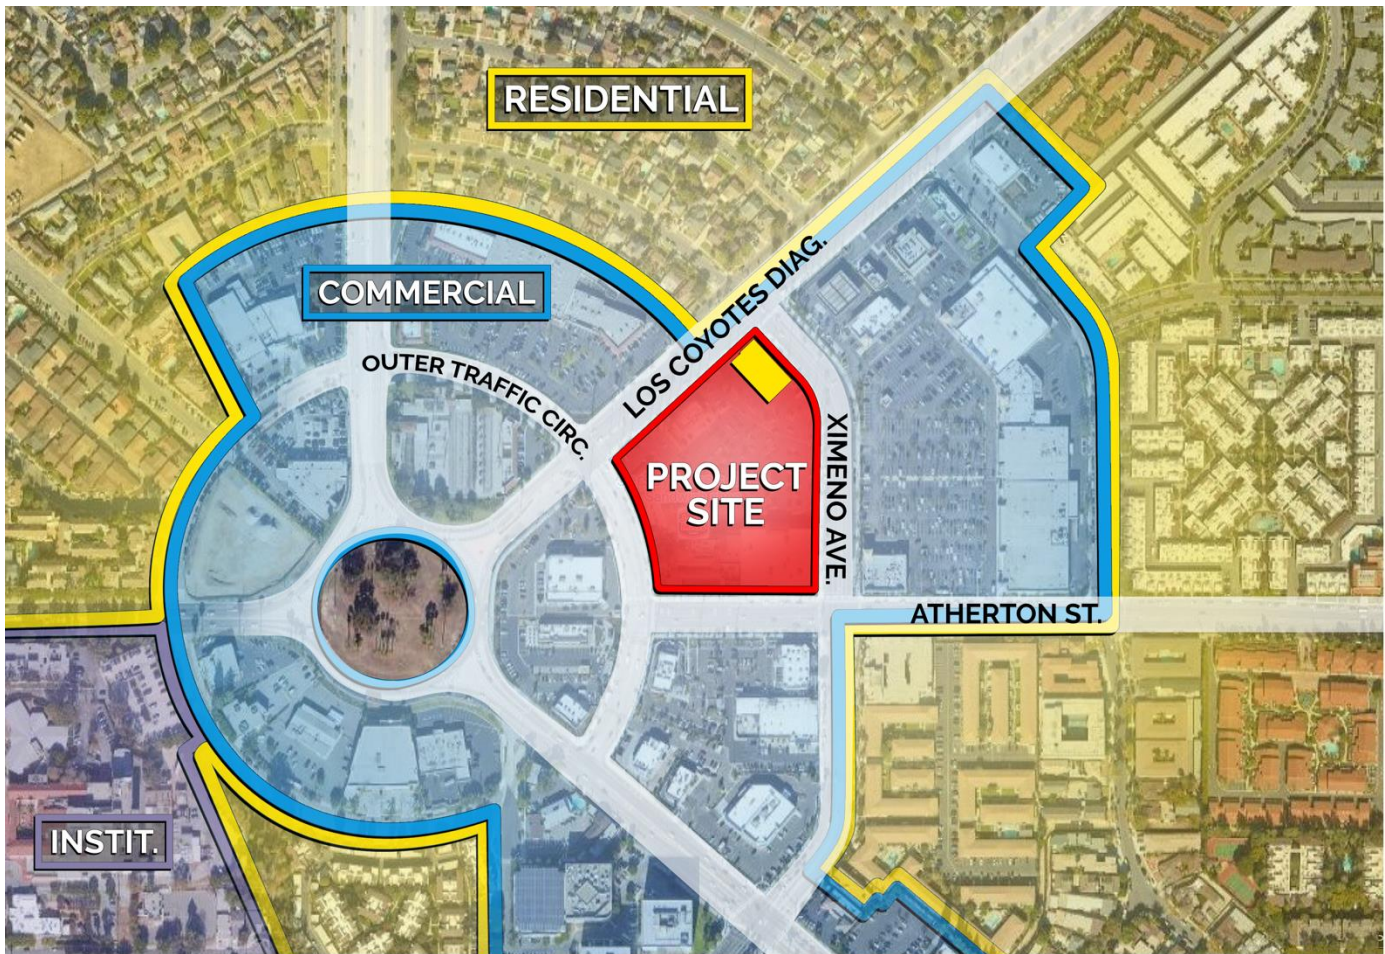 RESIDENTIAL
COMMERCIAL
LOS COYOTES DIAG.
OUTER TRAFFIC CIRC.
PROJECT
SITE
XIMENO AVE.
ATHERTON ST.
INSTIT.